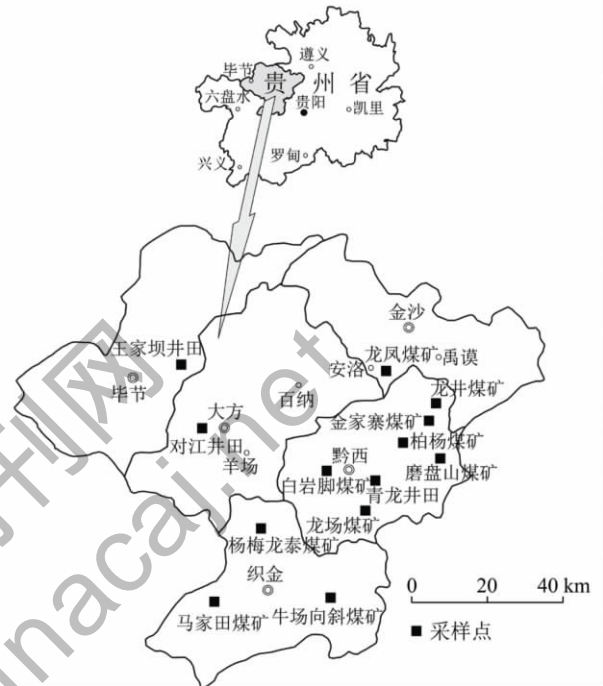 遵义
毕节
贵州省
六盘水
贵阳
凯里
罗甸
兴义
金沙
王家坝井田
龙凤煤矿
禹谟
安洛
毕节
百纳
龙井煤矿
大方
金家寨煤矿
柏杨煤矿
对江井田
羊场
黔西
磨盘山煤矿
白岩脚煤矿
青龙井田
龙场煤矿
杨梅龙泰煤矿
织金
0 20 40 km
马家田煤矿
牛场向斜煤矿
采样点
刊网
inacaj.net